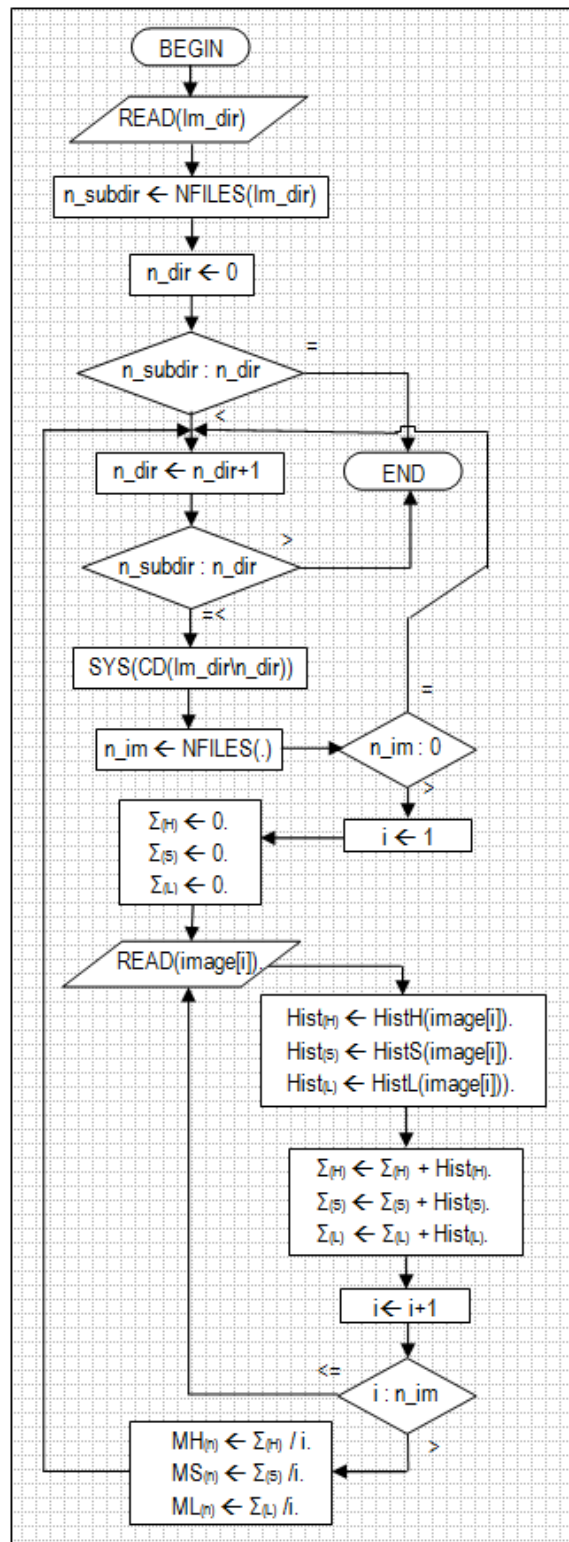 BEGIN
READ(Im_dir)
n_subdir ← NFILES(Im_dir)
n_dir ← 0
=
n_subdir : n_dir
<
n_dir ← n_dir+1
END
>
n_subdir : n_dir
=<
SYS(CD(Im_dir\n_dir))
=
n_im ← NFILES(.)
n_im : 0
>
i ← 1
Σ(H) ← 0.
Σ(S) ← 0.
Σ(L) ← 0.
READ(image[i]).
Hist(H) ← HistH(image[i]).
Hist(S) ← HistS(image[i]).
Hist(L) ← HistL(image[i])).
Σ(H) ← Σ(H) + Hist(H).
Σ(S) ← Σ(S) + Hist(S).
Σ(L) ← Σ(L) + Hist(L).
i← i+1
<=
i : n_im
>
MH(n) ← Σ(H) / i.
MS(n) ← Σ(S) /i.
ML(n) ← Σ(L) /i.